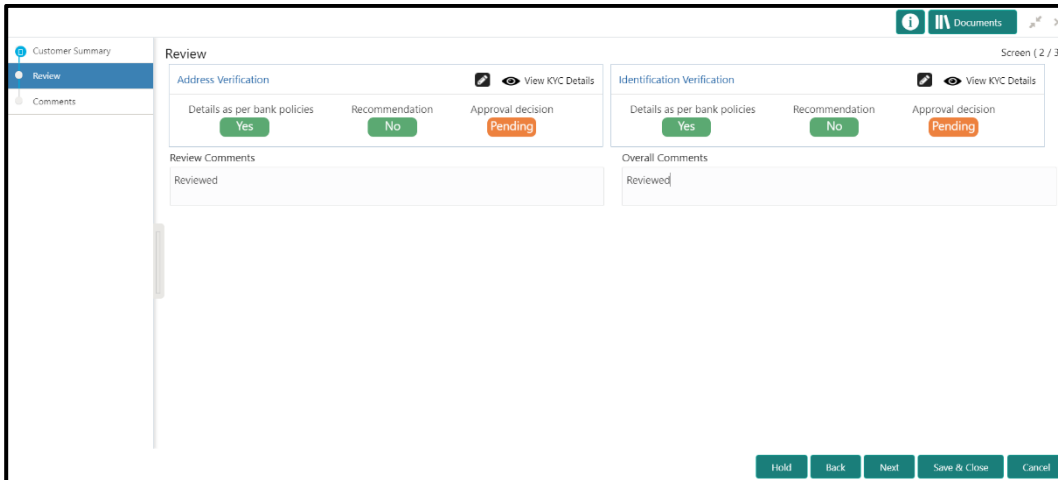 Documents
Customer Summary
Review
Comments
Review
Screen ( 2 / 3
Address Verification
View KYC Details
Details as per bank policies
Recommendation
Approval decision
Yes
No
Pending
Identification Verification
View KYC Details
Details as per bank policies
Recommendation
Approval decision
Yes
No
Pending
Review Comments
Reviewed
Overall Comments
Reviewed
Hold
Back
Next
Save & Close
Cancel